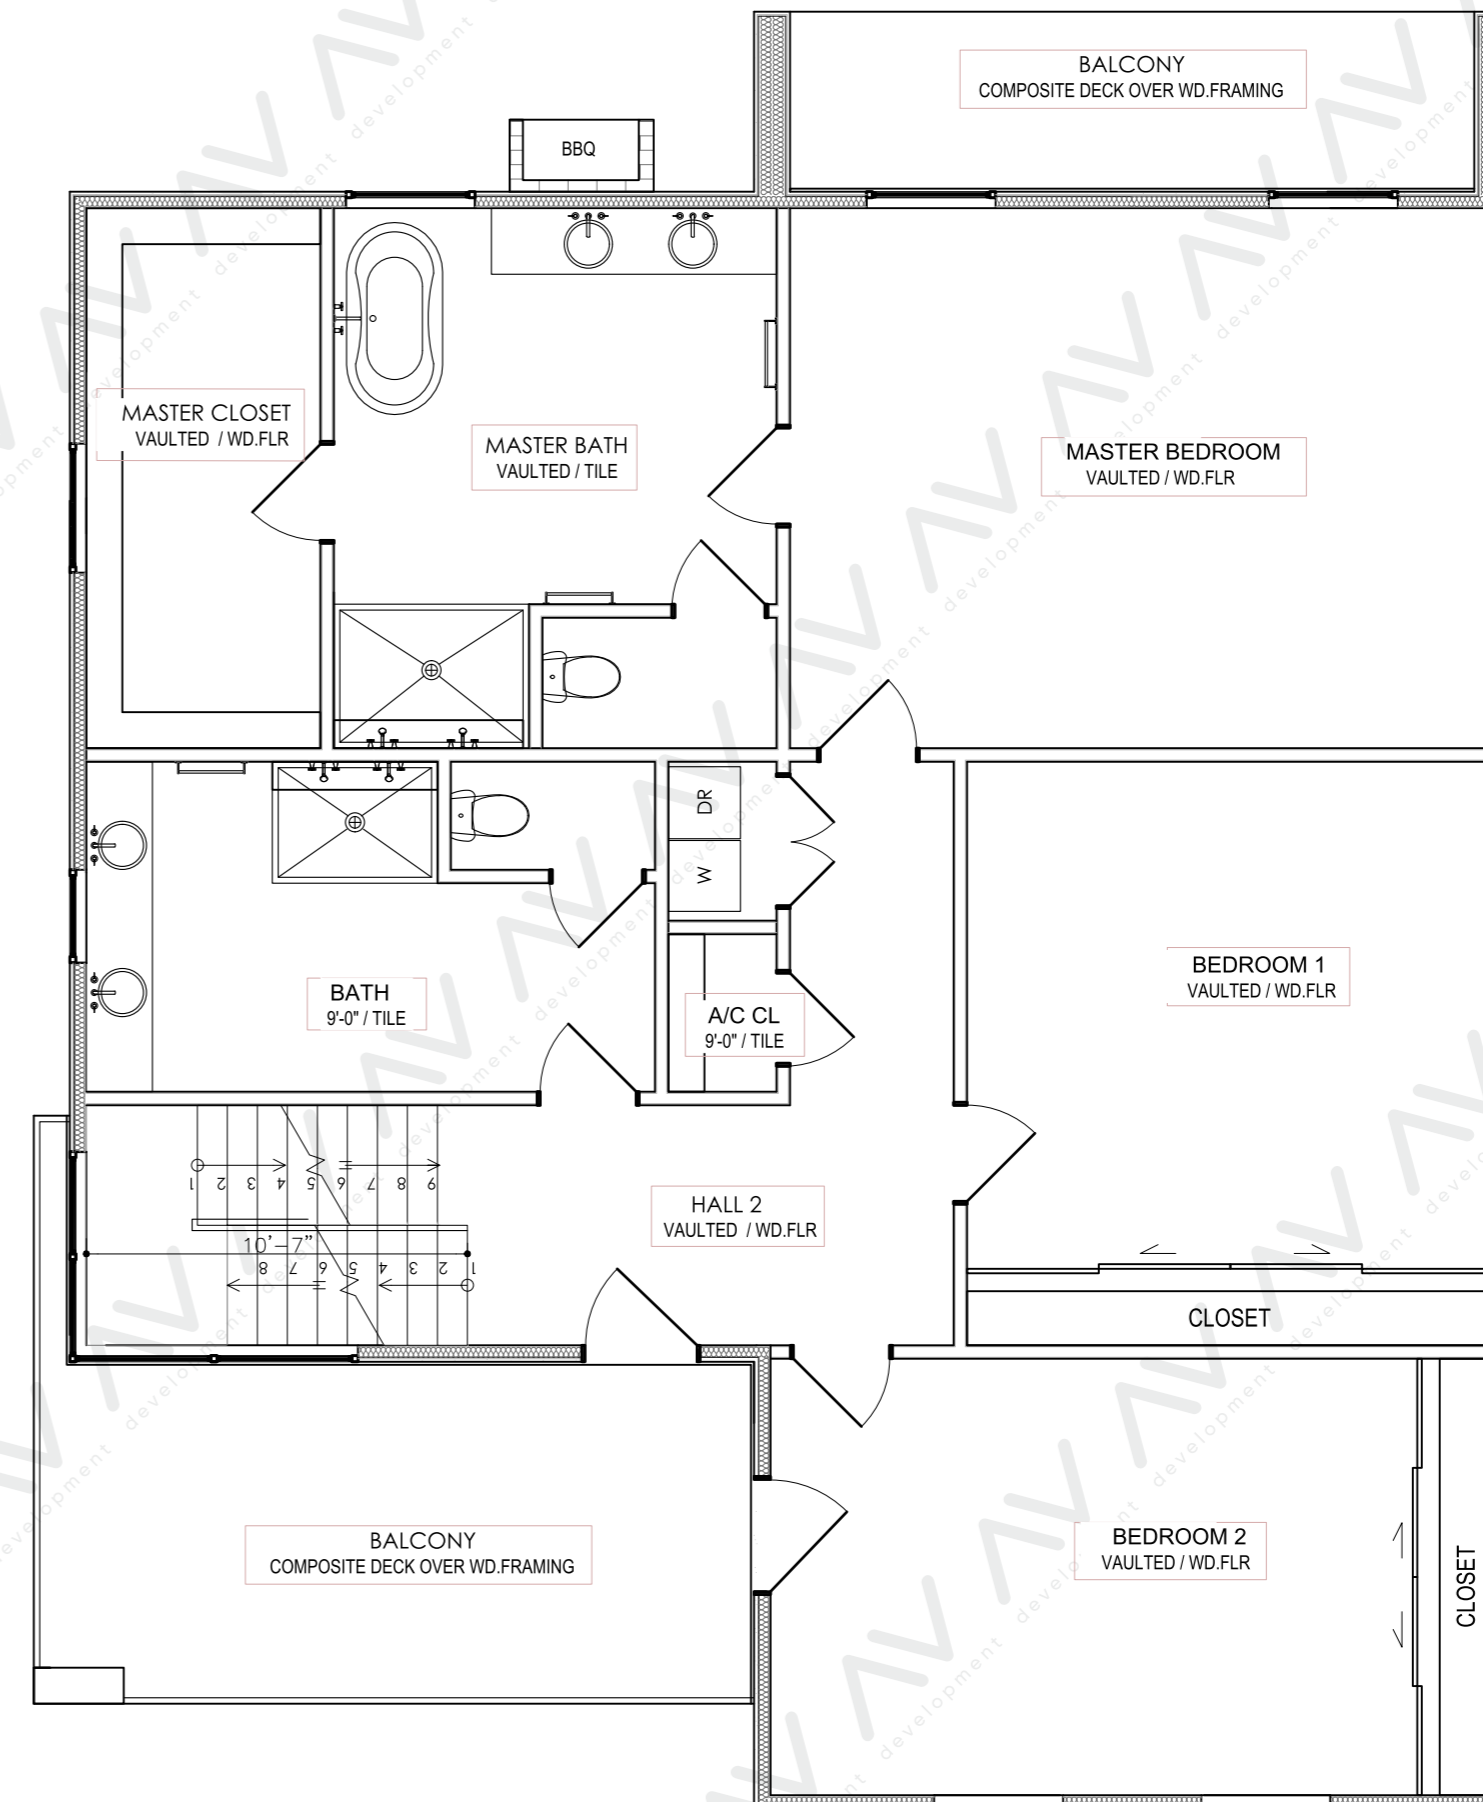 BALCONY
COMPOSITE DECK OVER WD.FRAMING
BBQ
MASTER CLOSET
VAULTED / WD.FLR
MASTER BATH
VAULTED / TILE
MASTER BEDROOM
VAULTED / WD.FLR
DR
W
BATH
9'-0" / TILE
A/C CL
9'-0" / TILE
BEDROOM 1
VAULTED / WD.FLR
1 2 3 4 5 6 7 8 9
HALL 2
VAULTED / WD.FLR
10'-7"
8 7 6 5 4 3 2 1
CLOSET
BALCONY
COMPOSITE DECK OVER WD.FRAMING
BEDROOM 2
VAULTED / WD.FLR
CLOSET
AV development